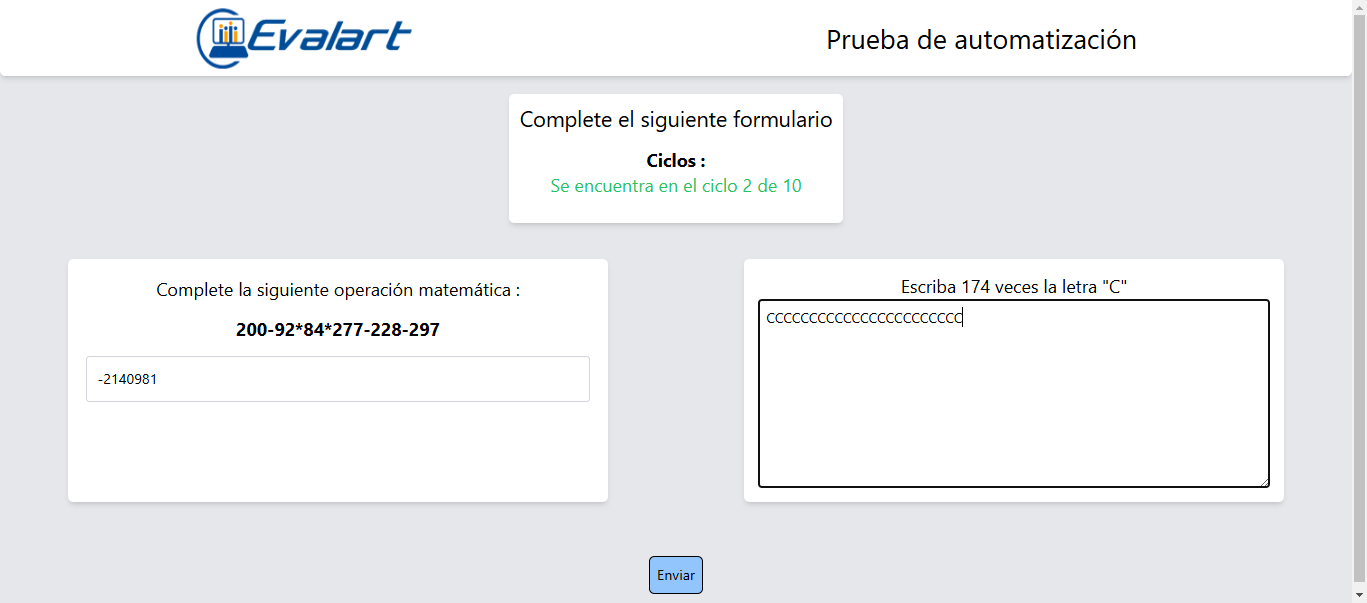 Evalart
Prueba de automatización
Complete el siguiente formulario
Ciclos :
Se encuentra en el ciclo 2 de 10
Complete la siguiente operación matemática :
200-92*84*277-228-297
-2140981
Escriba 174 veces la letra "C"
CCCCCCCCCCCCCCCCCCCCCCC
Enviar